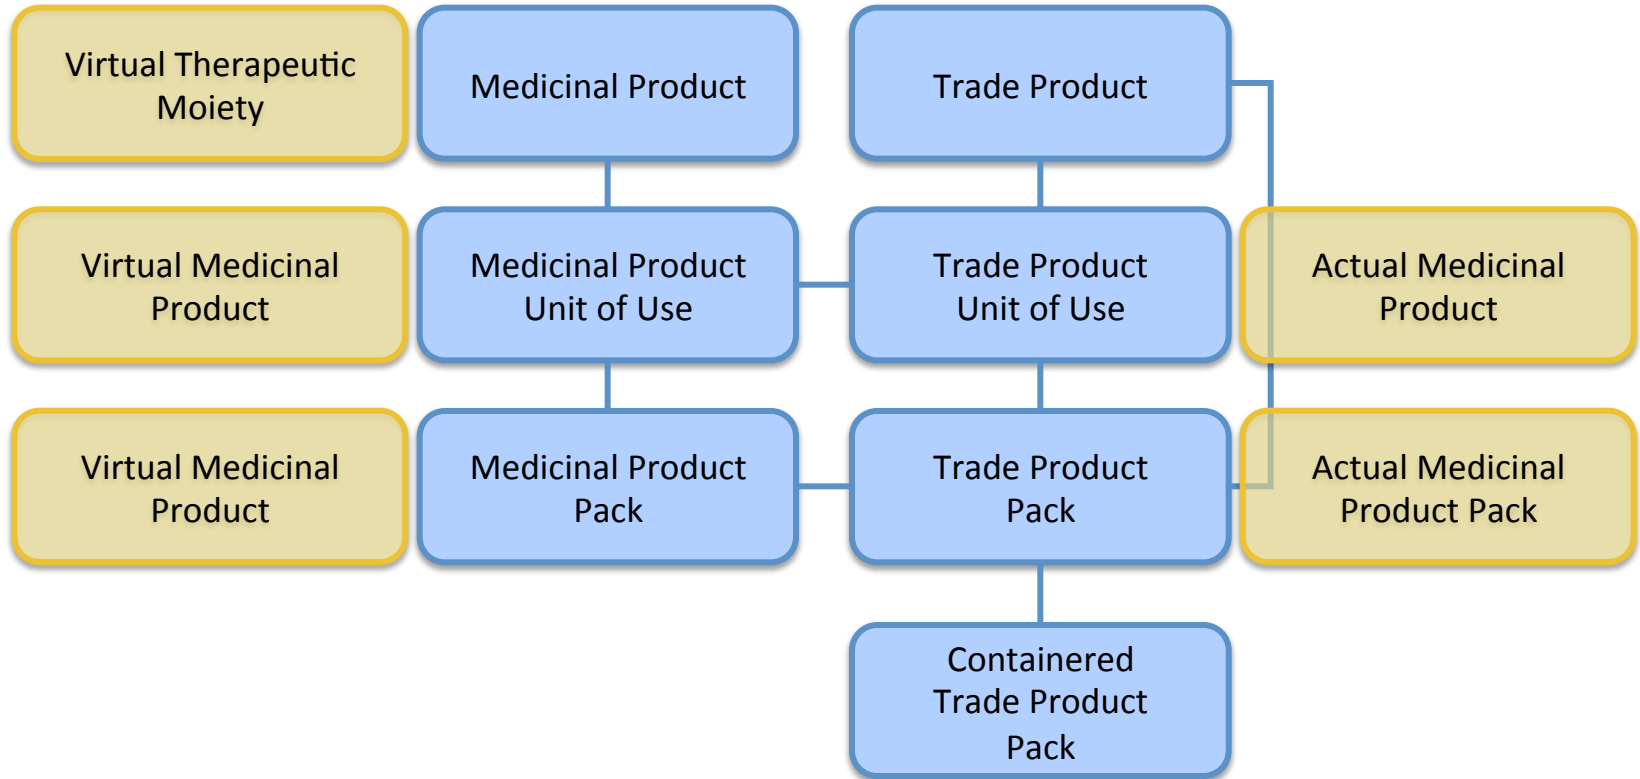 Virtual Therapeutic
Moiety
Medicinal Product
Trade Product
Virtual Medicinal
Product
Medicinal Product
Unit of Use
Trade Product
Unit of Use
Actual Medicinal
Product
Virtual Medicinal
Product
Medicinal Product
Pack
Trade Product
Pack
Actual Medicinal
Product Pack
Containered
Trade Product
Pack